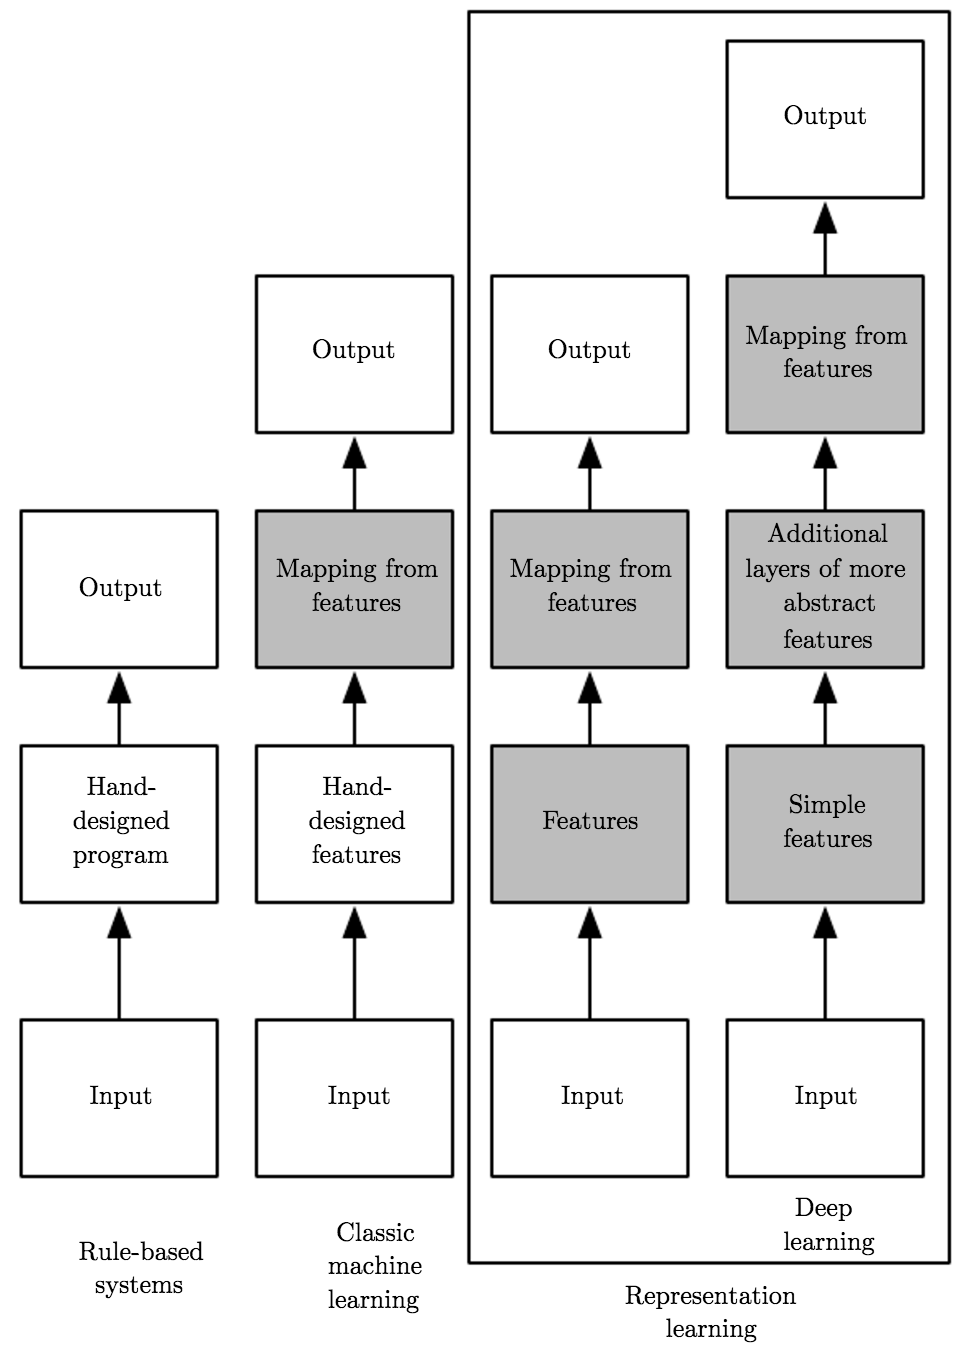 Output
Mapping from
features
Output
Output
Additional
layers of more
abstract
features
Mapping from
features
Mapping from
features
Output
Hand-
designed
program
Hand-
designed
features
Features
Simple
features
Input
Input
Input
Input
Rule-based
systems
Classic
machine
learning
Deep
learning
Representation
learning